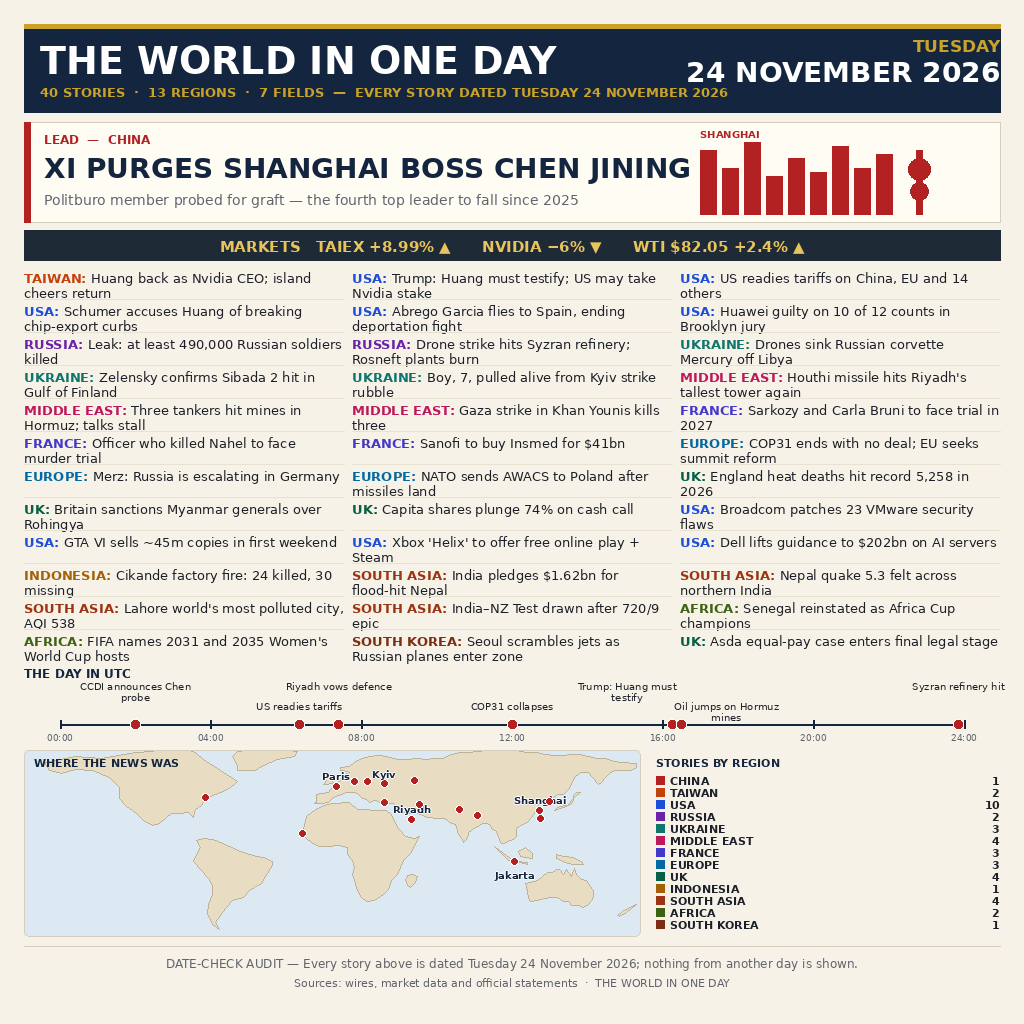 THE WORLD IN ONE DAY
TUESDAY
24 NOVEMBER 2026
40 STORIES · 13 REGIONS · 7 FIELDS — EVERY STORY DATED TUESDAY 24 NOVEMBER 2026
LEAD — CHINA
XI PURGES SHANGHAI BOSS CHEN JINING
Politburo member probed for graft — the fourth top leader to fall since 2025
SHANGHAI
MARKETS TAIEX +8.99% ▲ NVIDIA −6% ▼ WTI $82.05 +2.4% ▲
TAIWAN: Huang back as Nvidia CEO; island
cheers return
USA: Trump: Huang must testify; US may take
Nvidia stake
USA: US readies tariffs on China, EU and 14
others
USA: Schumer accuses Huang of breaking
chip-export curbs
USA: Abrego Garcia flies to Spain, ending
deportation fight
USA: Huawei guilty on 10 of 12 counts in
Brooklyn jury
RUSSIA: Leak: at least 490,000 Russian soldiers
killed
RUSSIA: Drone strike hits Syzran refinery;
Rosneft plants burn
UKRAINE: Drones sink Russian corvette
Mercury off Libya
UKRAINE: Zelensky confirms Sibada 2 hit in
Gulf of Finland
UKRAINE: Boy, 7, pulled alive from Kyiv strike
rubble
MIDDLE EAST: Houthi missile hits Riyadh's
tallest tower again
MIDDLE EAST: Three tankers hit mines in
Hormuz; talks stall
MIDDLE EAST: Gaza strike in Khan Younis kills
three
FRANCE: Sarkozy and Carla Bruni to face trial in
2027
FRANCE: Officer who killed Nahel to face
murder trial
FRANCE: Sanofi to buy Insmed for $41bn
EUROPE: COP31 ends with no deal; EU seeks
summit reform
EUROPE: Merz: Russia is escalating in Germany
EUROPE: NATO sends AWACS to Poland after
missiles land
UK: England heat deaths hit record 5,258 in
2026
UK: Britain sanctions Myanmar generals over
Rohingya
UK: Capita shares plunge 74% on cash call
USA: Broadcom patches 23 VMware security
flaws
USA: GTA VI sells ~45m copies in first weekend
USA: Xbox 'Helix' to offer free online play +
Steam
USA: Dell lifts guidance to $202bn on AI servers
INDONESIA: Cikande factory fire: 24 killed, 30
missing
SOUTH ASIA: India pledges $1.62bn for
flood-hit Nepal
SOUTH ASIA: Nepal quake 5.3 felt across
northern India
SOUTH ASIA: Lahore world's most polluted city,
AQI 538
SOUTH ASIA: India–NZ Test drawn after 720/9
epic
AFRICA: Senegal reinstated as Africa Cup
champions
AFRICA: FIFA names 2031 and 2035 Women's
World Cup hosts
SOUTH KOREA: Seoul scrambles jets as
Russian planes enter zone
UK: Asda equal-pay case enters final legal stage
THE DAY IN UTC
CCDI announces Chen
probe
US readies tariffs
Riyadh vows defence
COP31 collapses
Trump: Huang must
testify
Oil jumps on Hormuz
mines
Syzran refinery hit
00:00 04:00 08:00 12:00 16:00 20:00 24:00
WHERE THE NEWS WAS
Paris
Kyiv
Riyadh
Shanghai
Jakarta
STORIES BY REGION
CHINA 1
TAIWAN 2
USA 10
RUSSIA 2
UKRAINE 3
MIDDLE EAST 4
FRANCE 3
EUROPE 3
UK 4
INDONESIA 1
SOUTH ASIA 4
AFRICA 2
SOUTH KOREA 1
DATE-CHECK AUDIT — Every story above is dated Tuesday 24 November 2026; nothing from another day is shown.
Sources: wires, market data and official statements · THE WORLD IN ONE DAY